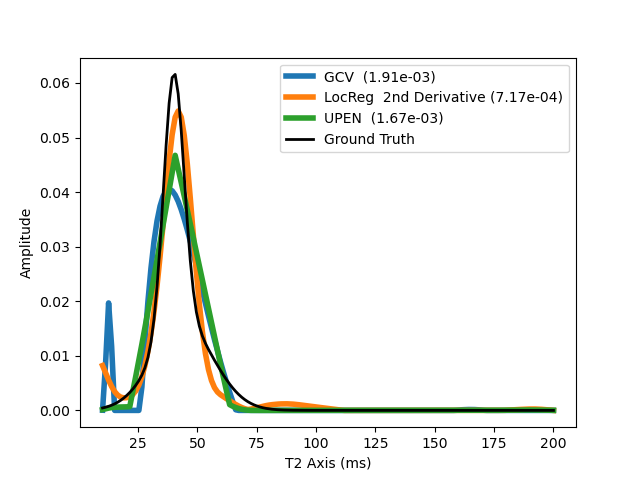 GCV  (1.91e-03)
LocReg  2nd Derivative (7.17e-04)
UPEN  (1.67e-03)
Ground Truth
0.06
0.05
0.04
0.03
0.02
0.01
0.00
Amplitude
25 50 75 100 125 150 175 200
T2 Axis (ms)